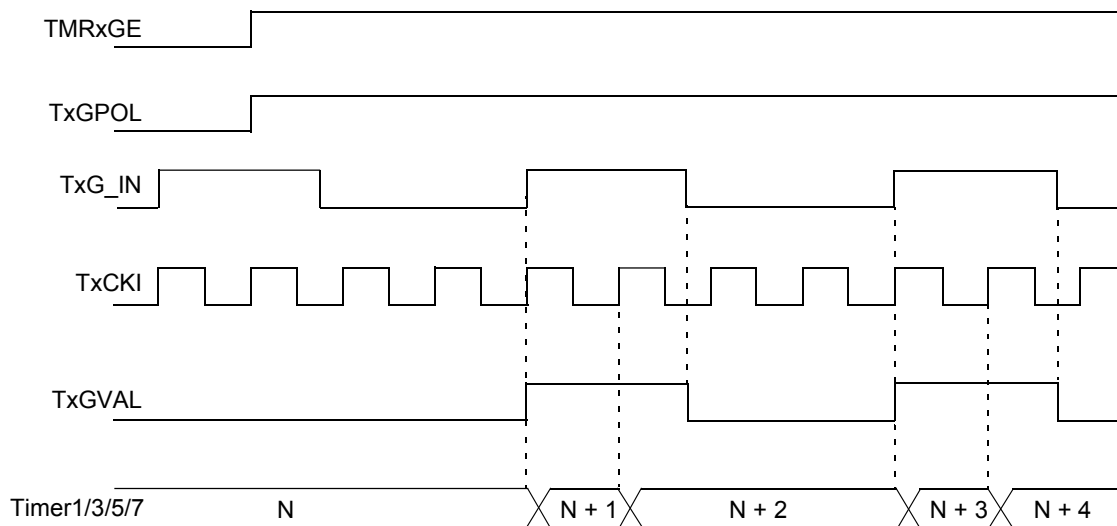 TMRxGE
TxGPOL
TxG_IN
TxCKI
TxGVAL
Timer1/3/5/7 N N + 1 N + 2 N + 3 N + 4